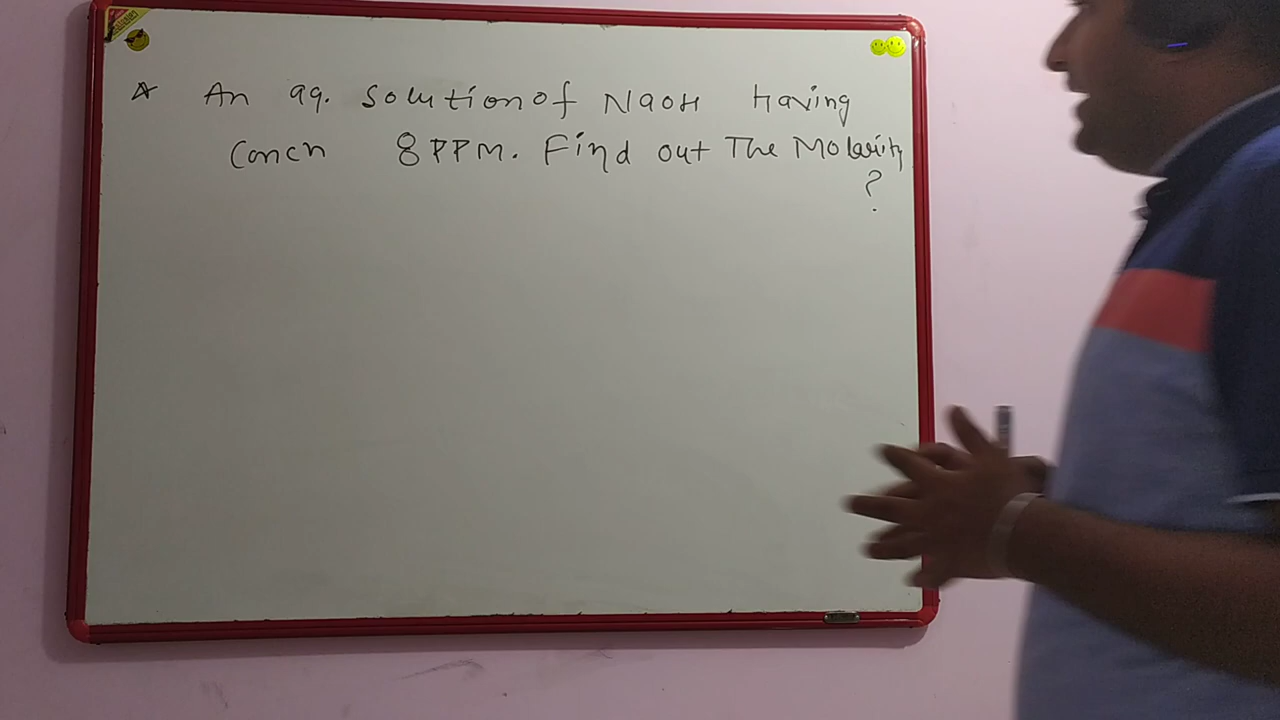 ☆ An aq. Solution of NaOH Having
Concn 8 PPM. Find out The Molarity
?